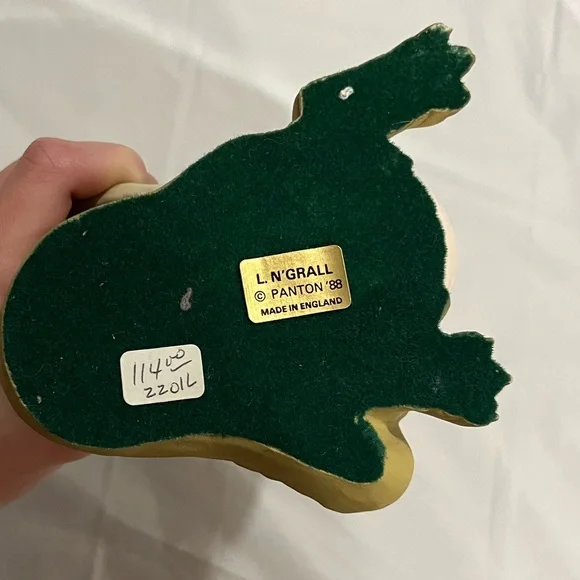 L. N'GRALL
© PANTON '88
MADE IN ENGLAND
114.00
2201L